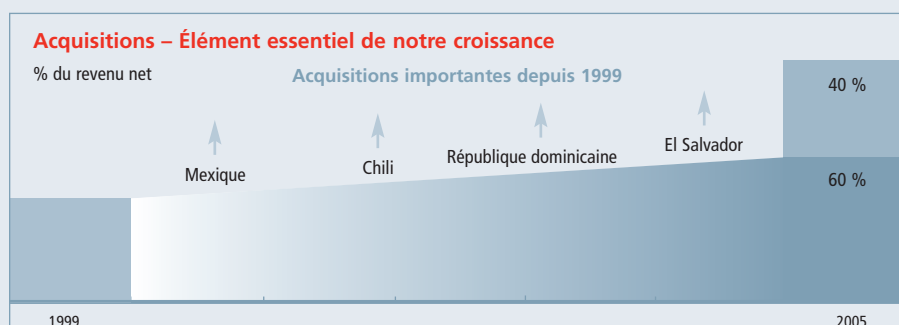 Acquisitions – Élément essentiel de notre croissance
% du revenu net
Acquisitions importantes depuis 1999
40 %
El Salvador
République dominicaine
Chili
Mexique
60 %
1999
2005